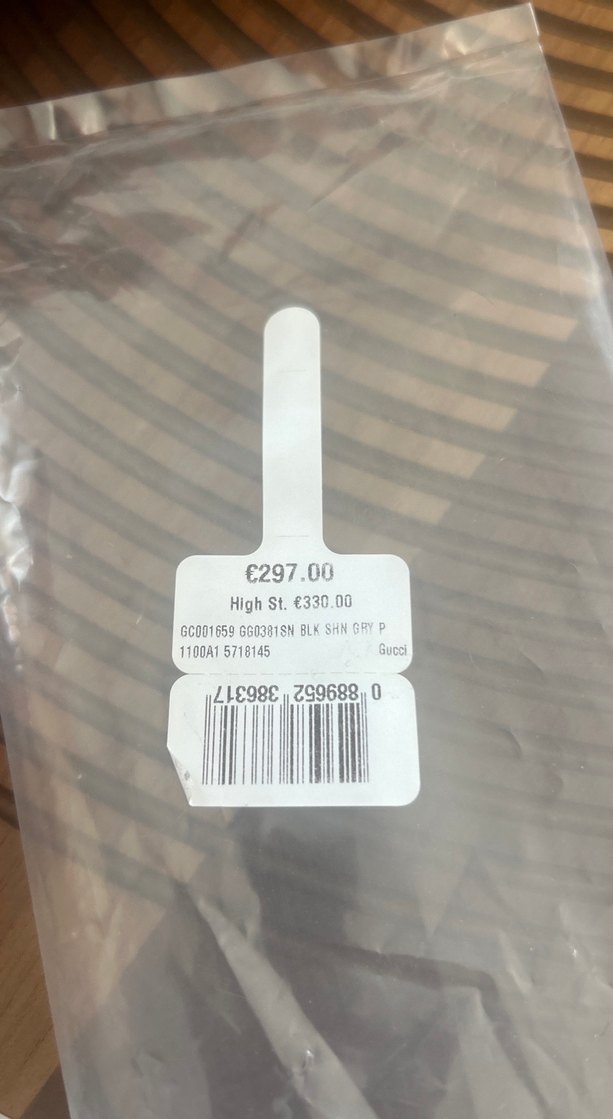 €297.00
High St. €330.00
GC001659 GG0381SN BLK SHN GRY P
1100A1 5718145 Gucci
0 889652 386317